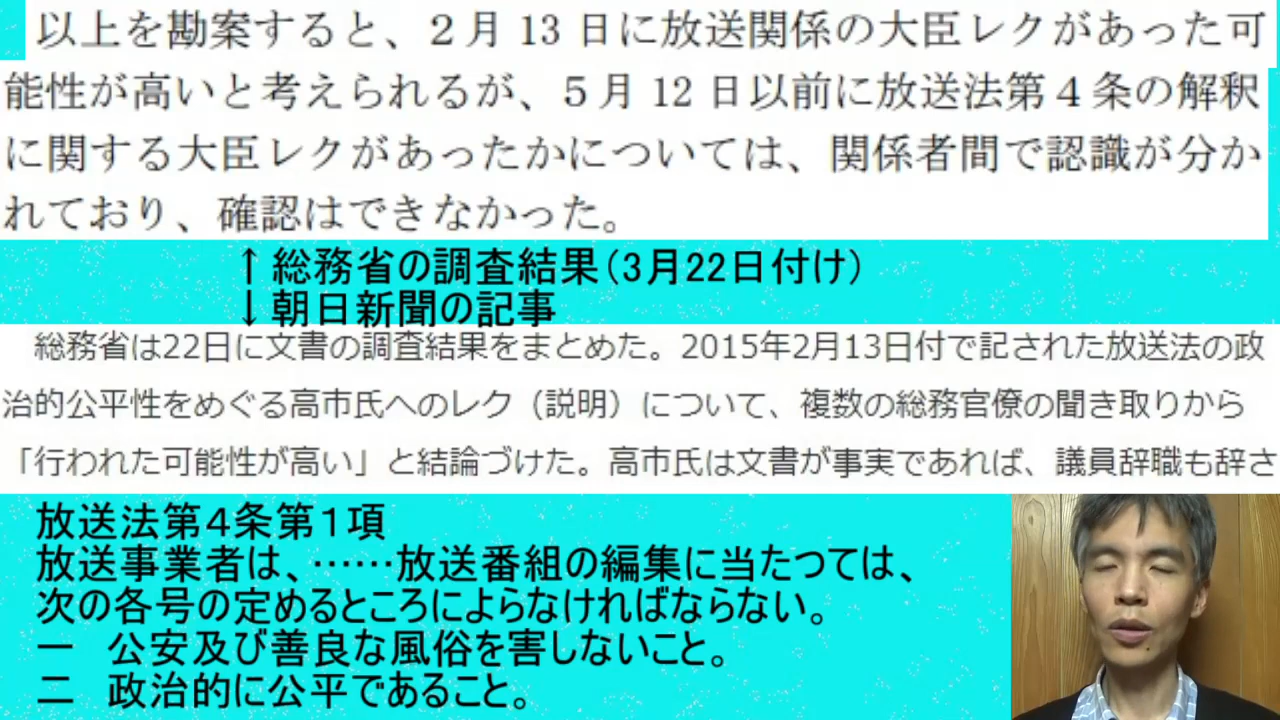 以上を勘案すると、２月 13 日に放送関係の大臣レクがあった可
能性が高いと考えられるが、５月 12 日以前に放送法第４条の解釈
に関する大臣レクがあったかについては、関係者間で認識が分か
れており、確認はできなかった。
↑総務省の調査結果（3月22日付け）
↓朝日新聞の記事
総務省は22日に文書の調査結果をまとめた。2015年2月13日付で記された放送法の政
治的公平性をめぐる高市氏へのレク（説明）について、複数の総務官僚の聞き取りから
「行われた可能性が高い」と結論づけた。高市氏は文書が事実であれば、議員辞職も辞さ
放送法第４条第１項
放送事業者は、……放送番組の編集に当たつては、
次の各号の定めるところによらなければならない。
一　公安及び善良な風俗を害しないこと。
二　政治的に公平であること。